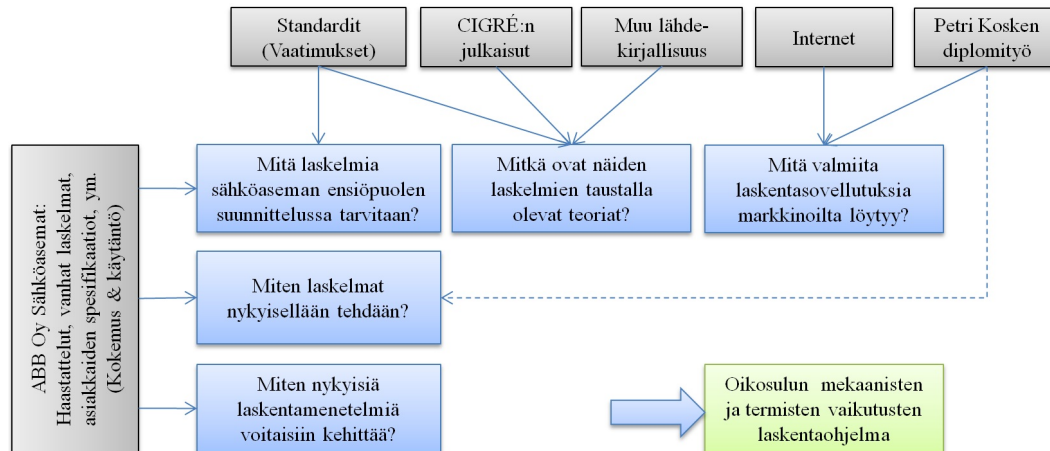 Standardit
(Vaatimukset)
CIGRÉ:n
julkaisut
Muu lähde-
kirjallisuus
Internet
Petri Kosken
diplomityö
ABB Oy Sähköasemat:
Haastattelut, vanhat laskelmat,
asiakkaiden spesifikaatiot, ym.
(Kokemus & käytäntö)
Mitä laskelmia
sähköaseman ensiöpuolen
suunnittelussa tarvitaan?
Mitkä ovat näiden
laskelmien taustalla
olevat teoriat?
Mitä valmiita
laskentasovellutuksia
markkinoilta löytyy?
Miten laskelmat
nykyisellään tehdään?
Miten nykyisiä
laskentamenetelmiä
voitaisiin kehittää?
Oikosulun mekaanisten
ja termisten vaikutusten
laskentaohjelma